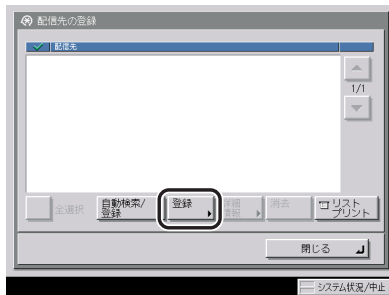 配信先の登録
配信先
1/1
全選択
自動検索/
登録
登録
詳細
情報
消去
リスト
プリント
閉じる
システム状況/中止